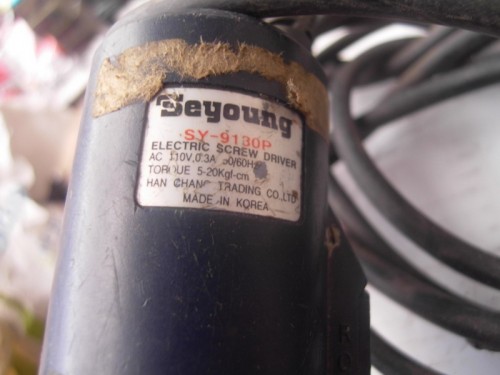 Seyoung
SY-9130P
ELECTRIC SCREW DRIVER
AC 110V,0.3A 50/60Hz
TORQUE 5-20Kgf-cm
HAN CHANG TRADING CO.,LTD
MADE IN KOREA